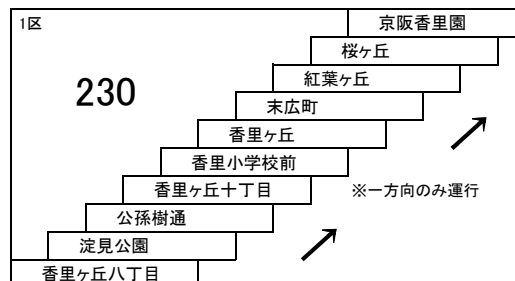 1区
京阪香里園
桜ヶ丘
紅葉ヶ丘
230
末広町
香里ヶ丘
香里小学校前
香里ヶ丘十丁目
※一方向のみ運行
公孫樹通
淀見公園
香里ヶ丘八丁目